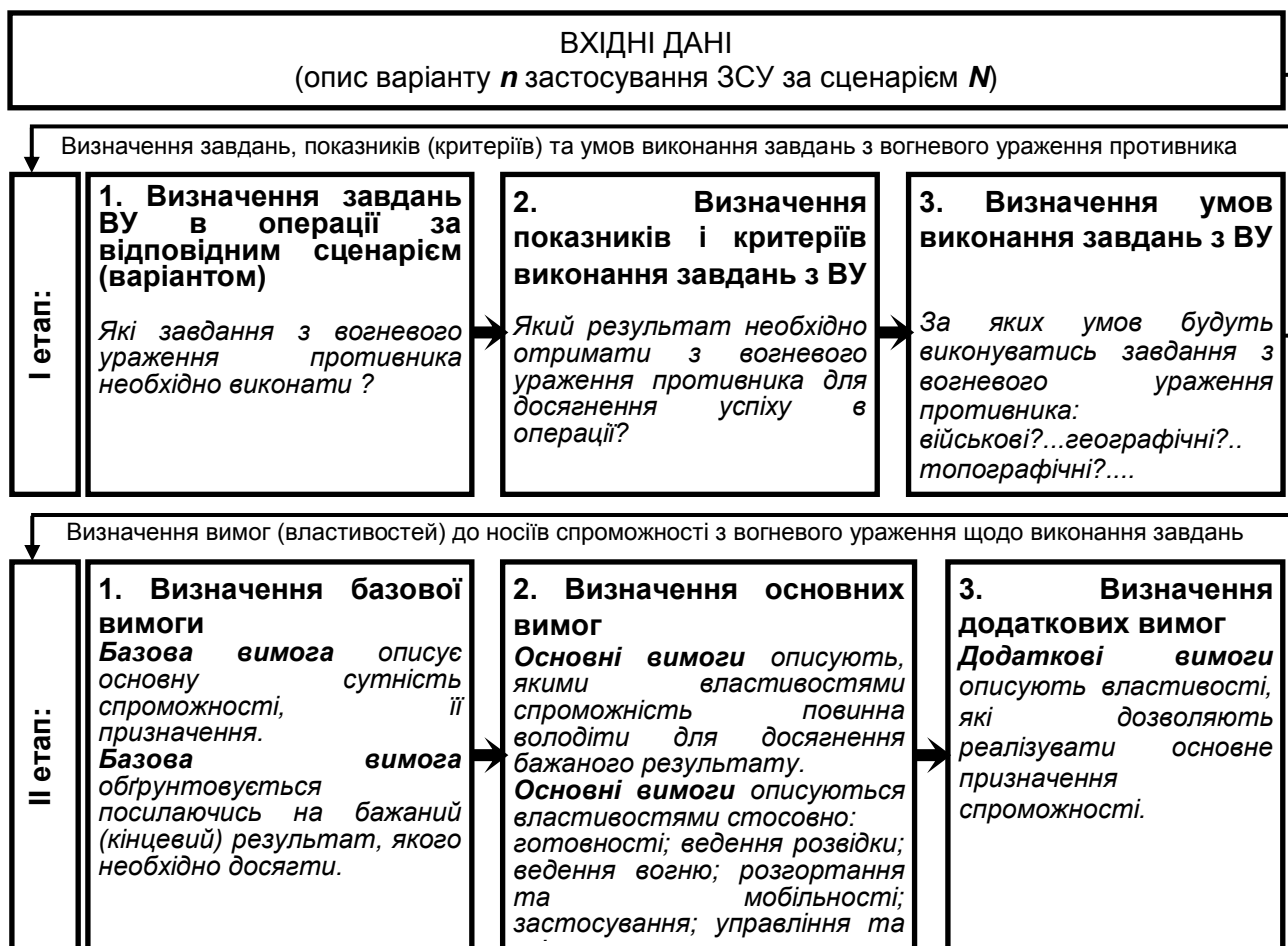 ВХІДНІ ДАНІ
(опис варіанту n застосування ЗСУ за сценарієм N)
Визначення завдань, показників (критеріїв) та умов виконання завдань з вогневого ураження противника
І етап:
1. Визначення завдань
ВУ в операції за
відповідним сценарієм
(варіантом)
Які завдання з вогневого
ураження противника
необхідно виконати ?
2. Визначення
показників і критеріїв
виконання завдань з ВУ
Який результат необхідно
отримати з вогневого
ураження противника для
досягнення успіху в
операції?
3. Визначення умов
виконання завдань з ВУ
За яких умов будуть
виконуватись завдання з
вогневого ураження
противника:
військові?...географічні?..
топографічні?....
Визначення вимог (властивостей) до носіїв спроможності з вогневого ураження щодо виконання завдань
ІІ етап:
1. Визначення базової
вимоги
Базова вимога описує
основну сутність
спроможності, її
призначення.
Базова вимога
обґрунтовується
посилаючись на бажаний
(кінцевий) результат, якого
необхідно досягти.
2. Визначення основних
вимог
Основні вимоги описують,
якими властивостями
спроможність повинна
володіти для досягнення
бажаного результату.
Основні вимоги описуються
властивостями стосовно:
готовності; ведення розвідки;
ведення вогню; розгортання
та мобільності;
застосування; управління та
3. Визначення
додаткових вимог
Додаткові вимоги
описують властивості,
які дозволяють
реалізувати основне
призначення
спроможності.